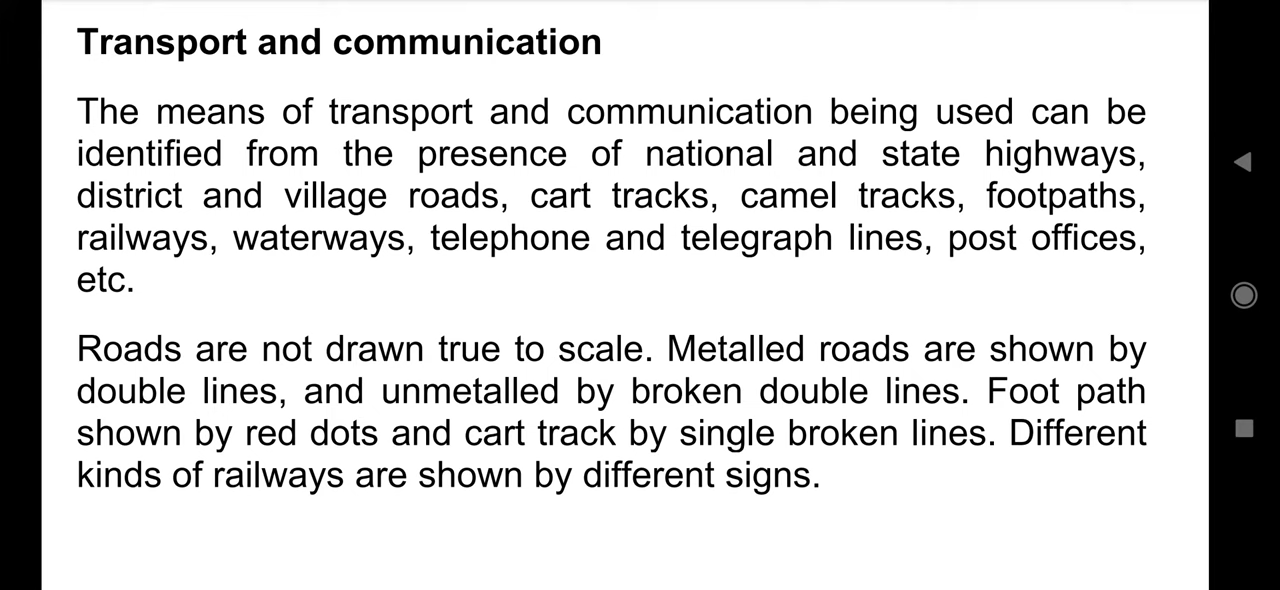 Transport and communication
The means of transport and communication being used can be
identified from the presence of national and state highways,
district and village roads, cart tracks, camel tracks, footpaths,
railways, waterways, telephone and telegraph lines, post offices,
etc.
Roads are not drawn true to scale. Metalled roads are shown by
double lines, and unmetalled by broken double lines. Foot path
shown by red dots and cart track by single broken lines. Different
kinds of railways are shown by different signs.